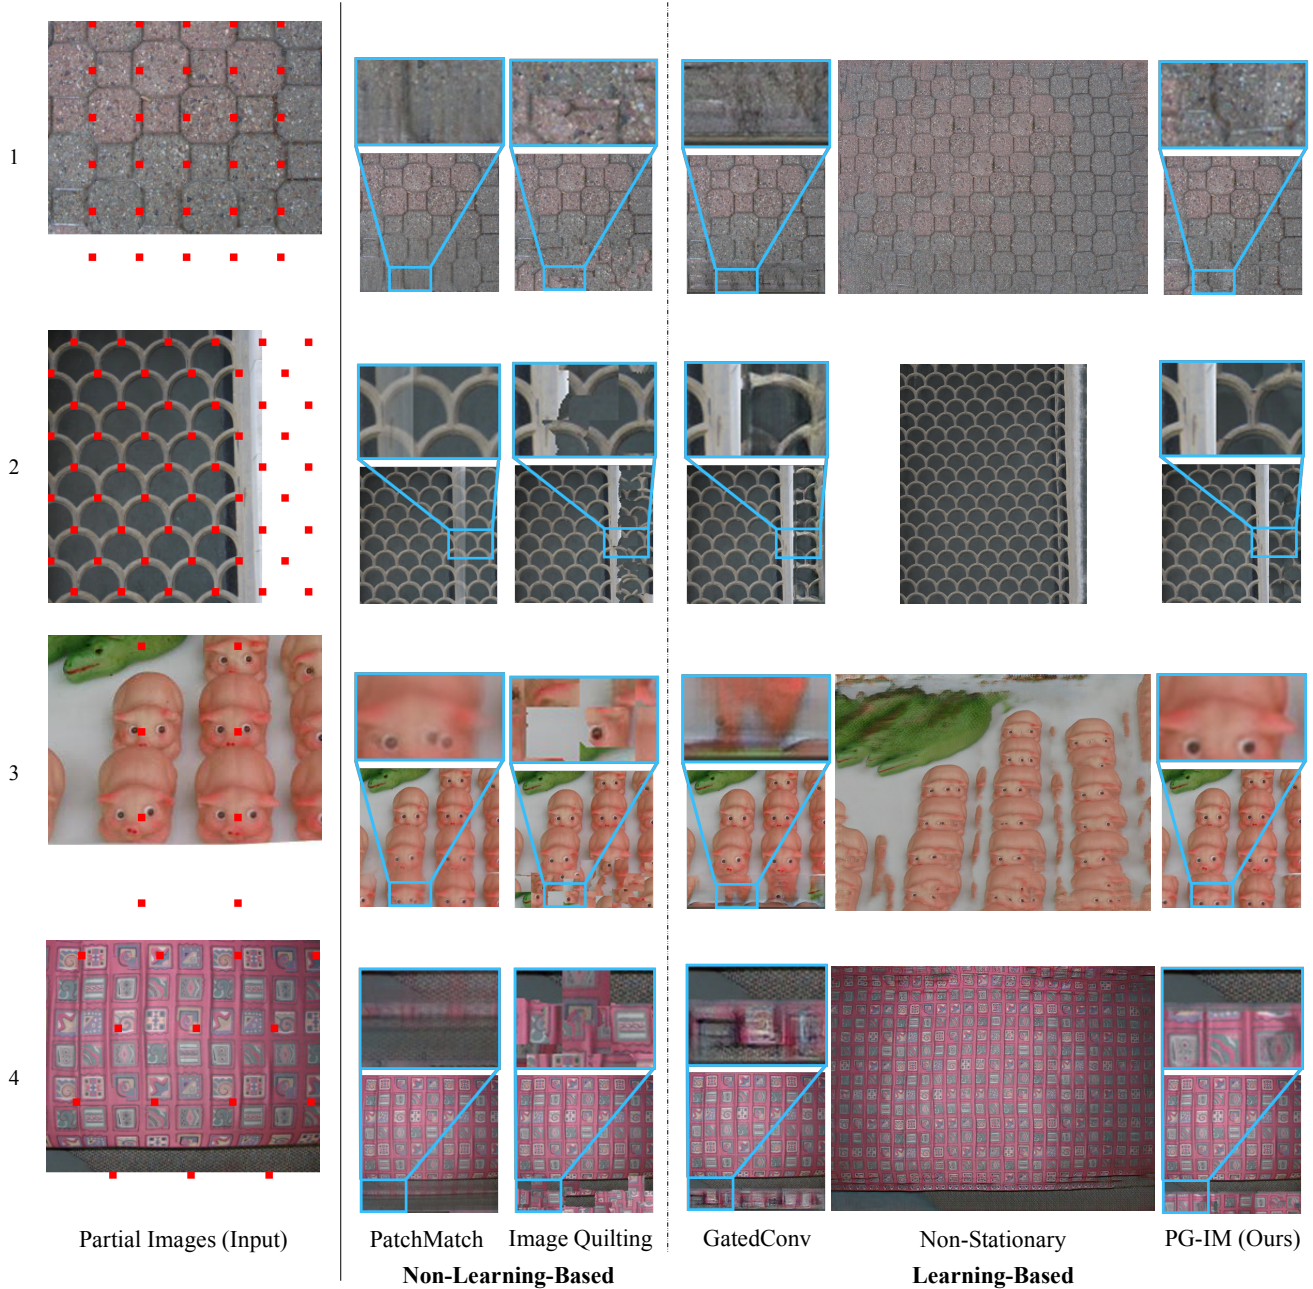 1
2
3
4
Partial Images (Input)
PatchMatch
Image Quilting
GatedConv
Non-Stationary
PG-IM (Ours)
Non-Learning-Based
Learning-Based